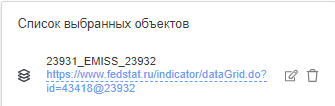 Список выбранных объектов
23931_EMISS_23932
https://www.fedstat.ru/indicator/dataGrid.do?
id=43418@23932